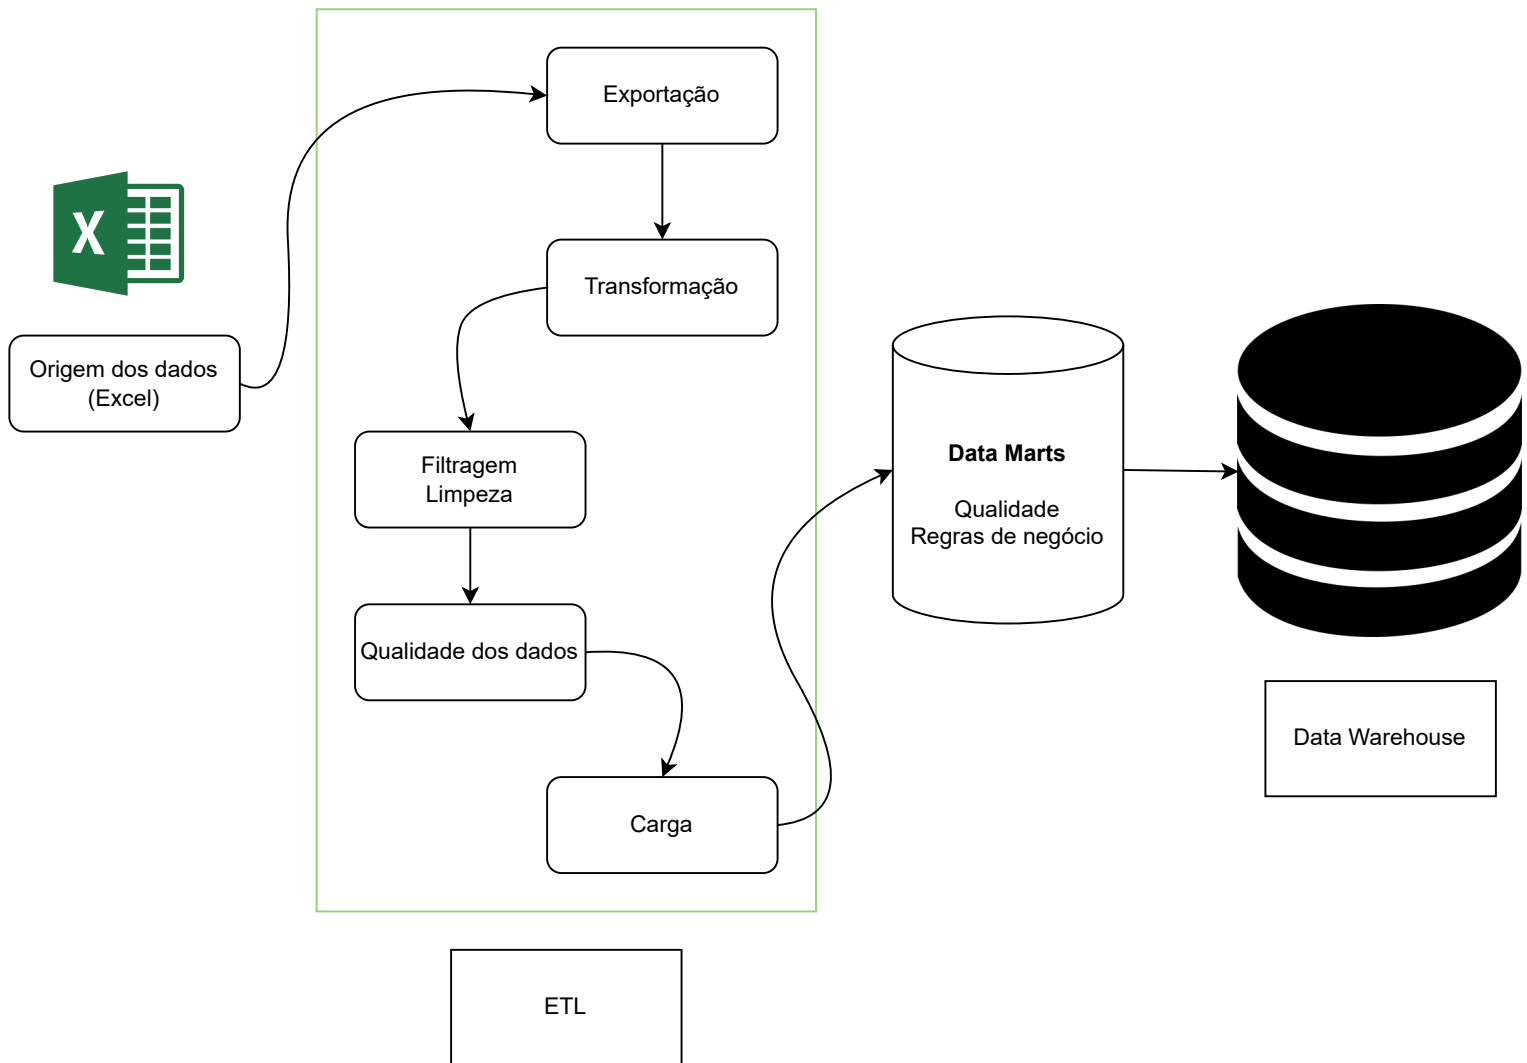 Exportação
X
Transformação
Origem dos dados
(Excel)
Filtragem
Limpeza
Data Marts
Qualidade
Regras de negócio
Qualidade dos dados
Data Warehouse
Carga
ETL